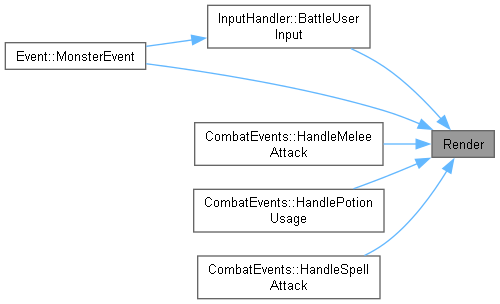 InputHandler::BattleUser
Input
Event::MonsterEvent
CombatEvents::HandleMelee
Attack
Render
CombatEvents::HandlePotion
Usage
CombatEvents::HandleSpell
Attack